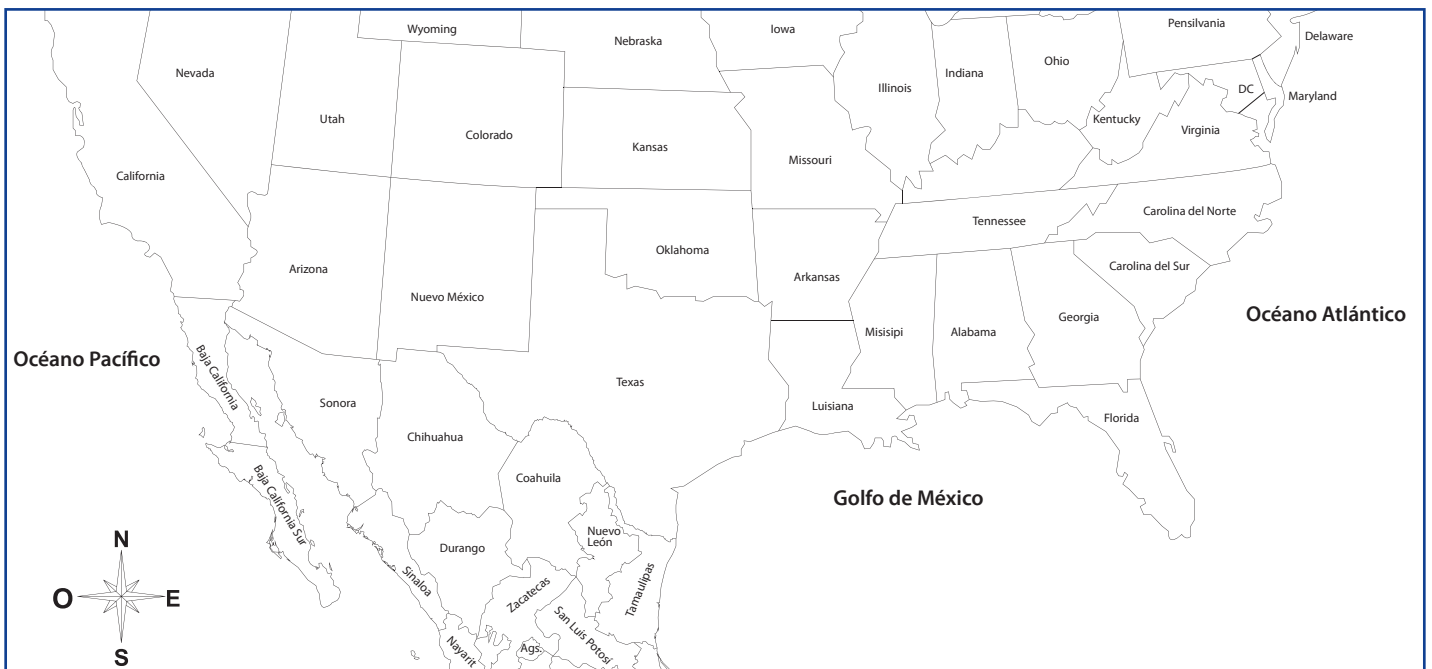 Pensilvania
Wyoming
Iowa
Delaware
Nebraska
Ohio
Nevada
Indiana
Illinois
DC
Maryland
Utah
Kentucky
Colorado
Virginia
Kansas
Missouri
California
Carolina del Norte
Tennessee
Oklahoma
Carolina del Sur
Arizona
Arkansas
Nuevo México
Océano Atlántico
Georgia
Misisipi
Alabama
Océano Pacífico
Baja California
Texas
Sonora
Luisiana
Florida
Chihuahua
Coahuila
Golfo de México
Baja California Sur
Nuevo
León
N
Durango
Sinaloa
Tamaulipas
O
E
Zacatecas
San Luís Potosí
Nayarit
Ags.
S